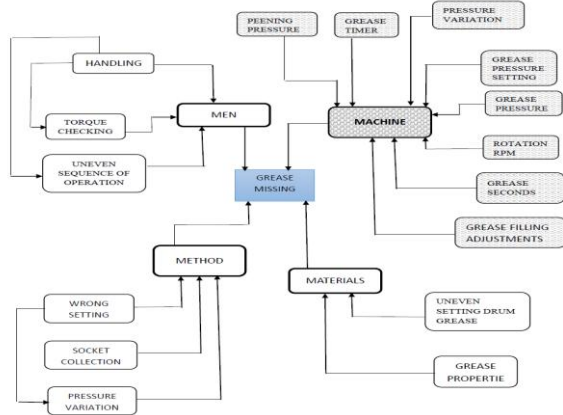 PEENING
PRESSURE
GREASE
TIMER
PRESSURE
VARIATION
HANDLING
GREASE
PRESSURE
SETTING
GREASE
PRESSURE
MEN
MACHINE
TORQUE
CHECKING
ROTATION
RPM
UNEVEN
SEQUENCE OF
OPERATION
GREASE
MISSING
GREASE
SECONDS
GREASE FILLING
ADJUSTMENTS
METHOD
MATERIALS
WRONG
SETTING
UNEVEN
SETTING DRUM
GREASE
SOCKET
COLLECTION
GREASE
PROPERTIE
PRESSURE
VARIATION